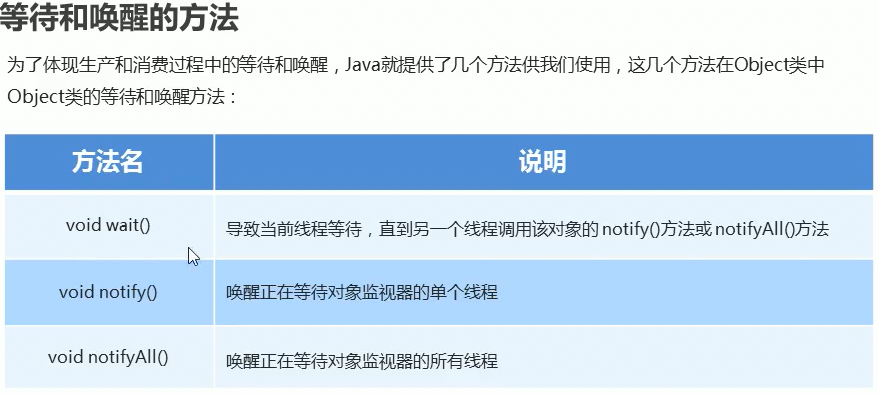 等待和唤醒的方法
为了体现生产和消费过程中的等待和唤醒，Java就提供了几个方法供我们使用，这几个方法在Object类中
Object类的等待和唤醒方法：
方法名 说明
void wait() 导致当前线程等待，直到另一个线程调用该对象的 notify()方法或 notifyAll()方法
void notify() 唤醒正在等待对象监视器的单个线程
void notifyAll() 唤醒正在等待对象监视器的所有线程